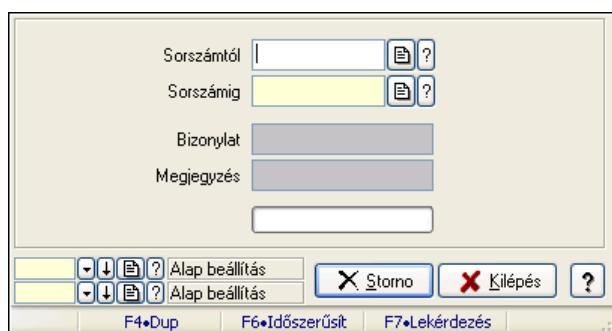 Sorszámtól ?
Sorszámig ?
Bizonylat
Megjegyzés
? Alap beállítás
? Alap beállítás
Storno Kilépés ?
F4•Dup F6•Időszerűsít F7•Lekérdezés